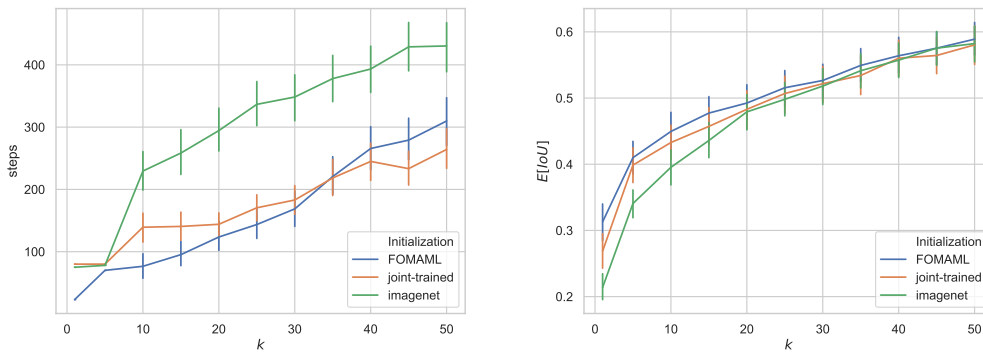 400
300
200
100
steps
0
10
20
30
40
50
k
Initialization
FOMAML
joint-trained
imagenet
0.6
0.5
0.4
0.3
0.2
E[IoU]
0
10
20
30
40
50
k
Initialization
FOMAML
joint-trained
imagenet